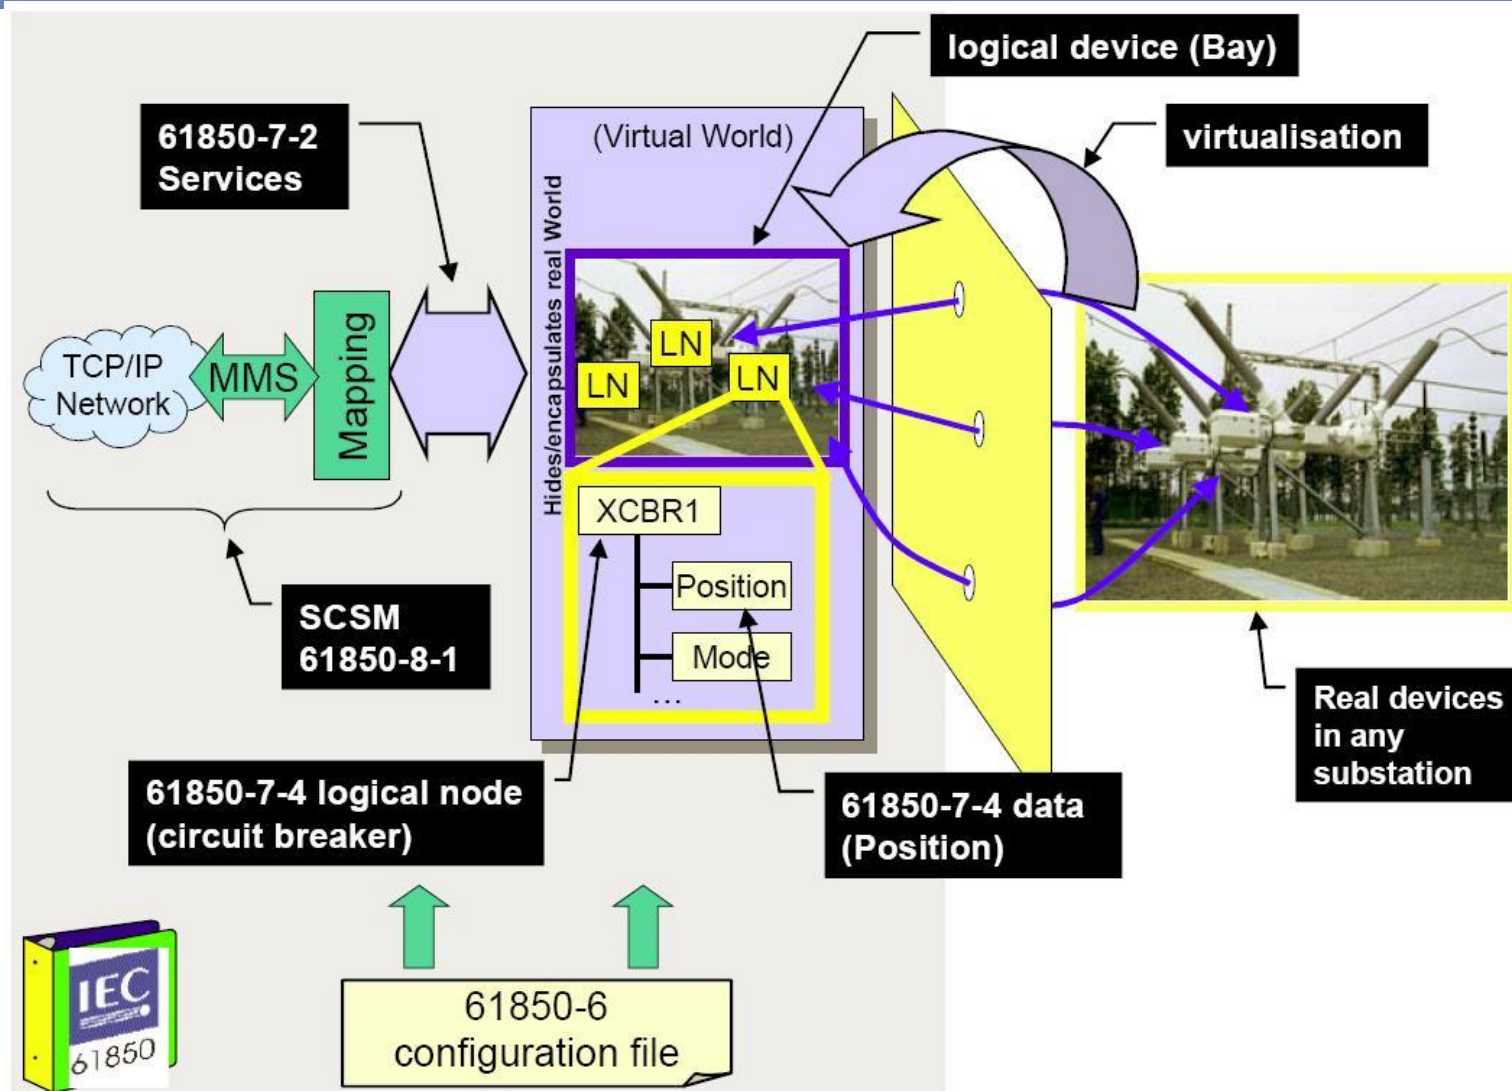 logical device (Bay)
61850-7-2
Services
(Virtual World)
virtualisation
Hides/encapsulates real World
LN
LN
LN
TCP/IP
Network
MMS
Mapping
XCBR1
Position
Mode
...
SCSM
61850-8-1
Real devices
in any
substation
61850-7-4 logical node
(circuit breaker)
61850-7-4 data
(Position)
IEC
61850
61850-6
configuration file